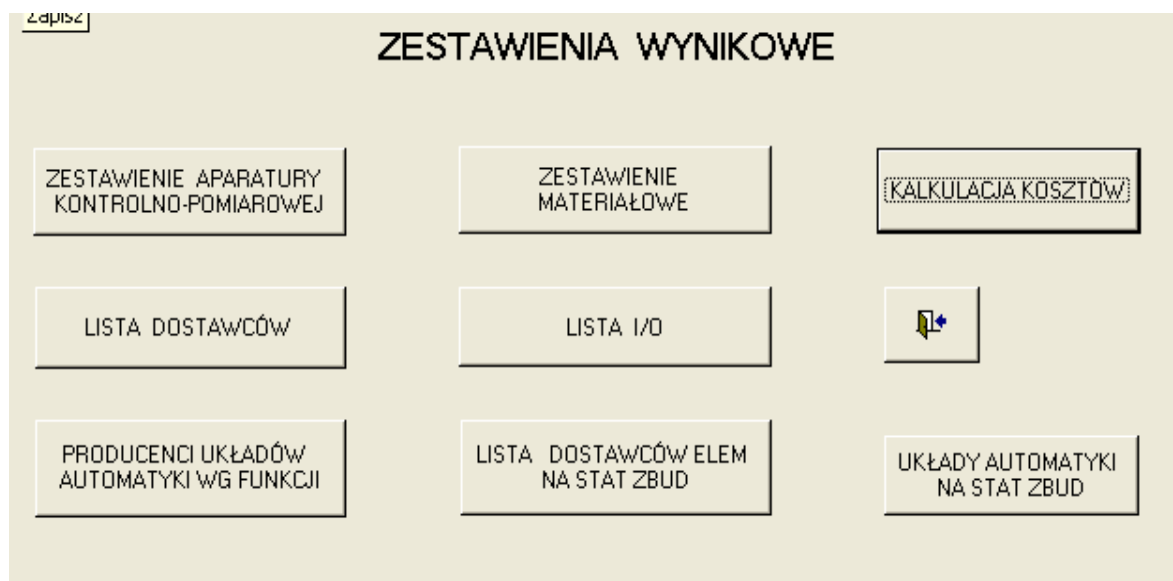 Zapisz
ZESTAWIENIA WYNIKOWE
ZESTAWIENIE APARATURY
KONTROLNO-POMIAROWEJ
ZESTAWIENIE
MATERIAŁOWE
KALKULACJA KOSZTÓW
LISTA DOSTAWCÓW
LISTA I/O
PRODUCENCI UKŁADÓW
AUTOMATYKI WG FUNKCJI
LISTA DOSTAWCÓW ELEM
NA STAT ZBUD
UKŁADY AUTOMATYKI
NA STAT ZBUD